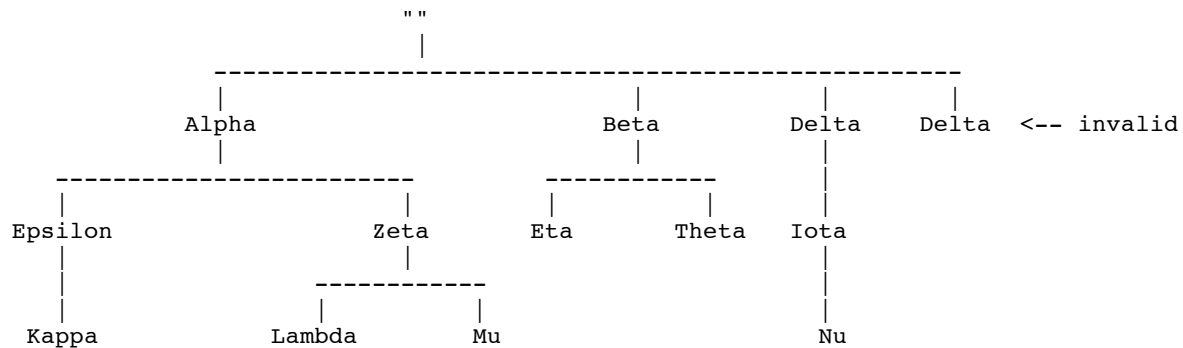 ""
Alpha Beta Delta Delta <-- invalid
Epsilon Zeta Eta Theta Iota
Kappa Lambda Mu Nu